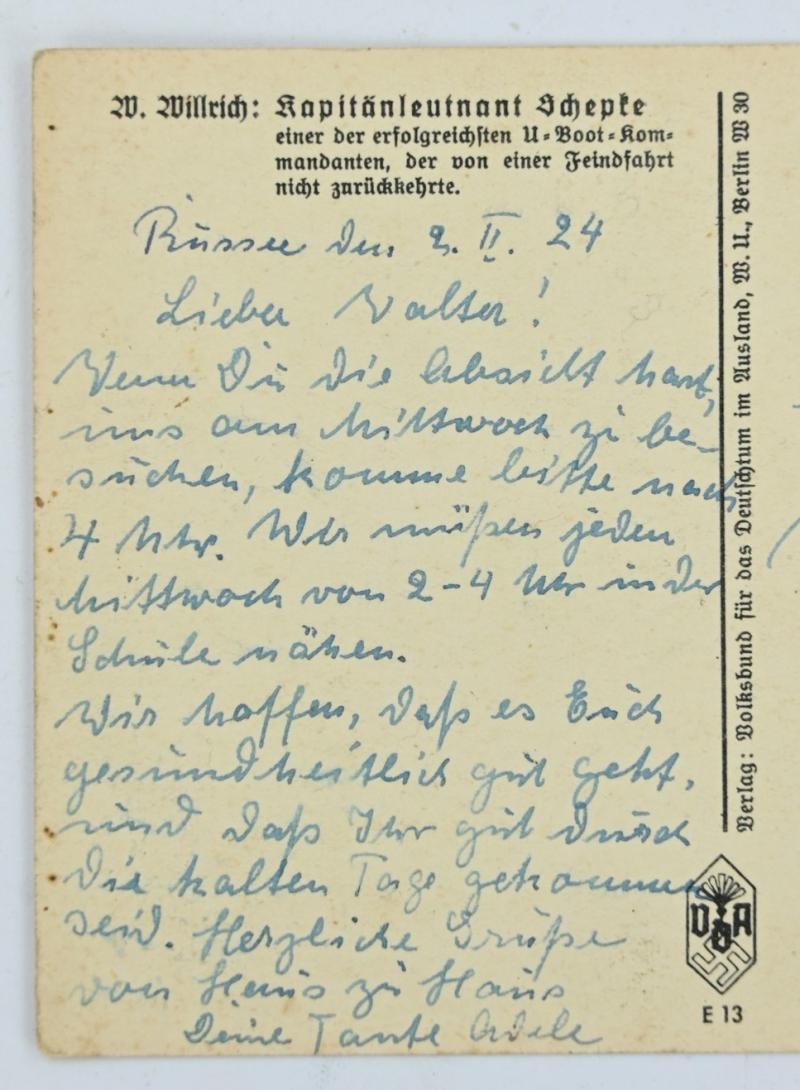 W. Willrich: Kapitänleutnant Schepke
einer der erfolgreichsten U-Boot-Kom-
mandanten, der von einer Feindfahrt
nicht zurückkehrte.
Russee den 2. II. 24
Lieber Walter!
Wenn Du die Absicht hast,
uns am Mittwoch zu be-
suchen, komme bitte nach
4 Uhr. Wir müßen jeden
Mittwoch von 2-4 Uhr in der
Schule nähen.
Wir hoffen, daß es Euch
gesundheitlich gut geht,
und daß Ihr gut durch
die kalten Tage gekommen
seid. Herzliche Grüße
von Haus zu Haus
Deine Tante Adele
Verlag: Volksbund für das Deutschtum im Ausland, W. U., Berlin W 30
VDA
E 13